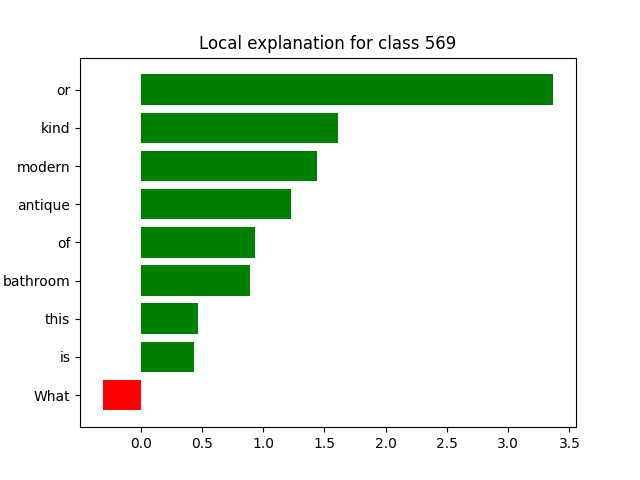 Local explanation for class 569
or
kind
modern
antique
of
bathroom
this
is
What
0.0 0.5 1.0 1.5 2.0 2.5 3.0 3.5